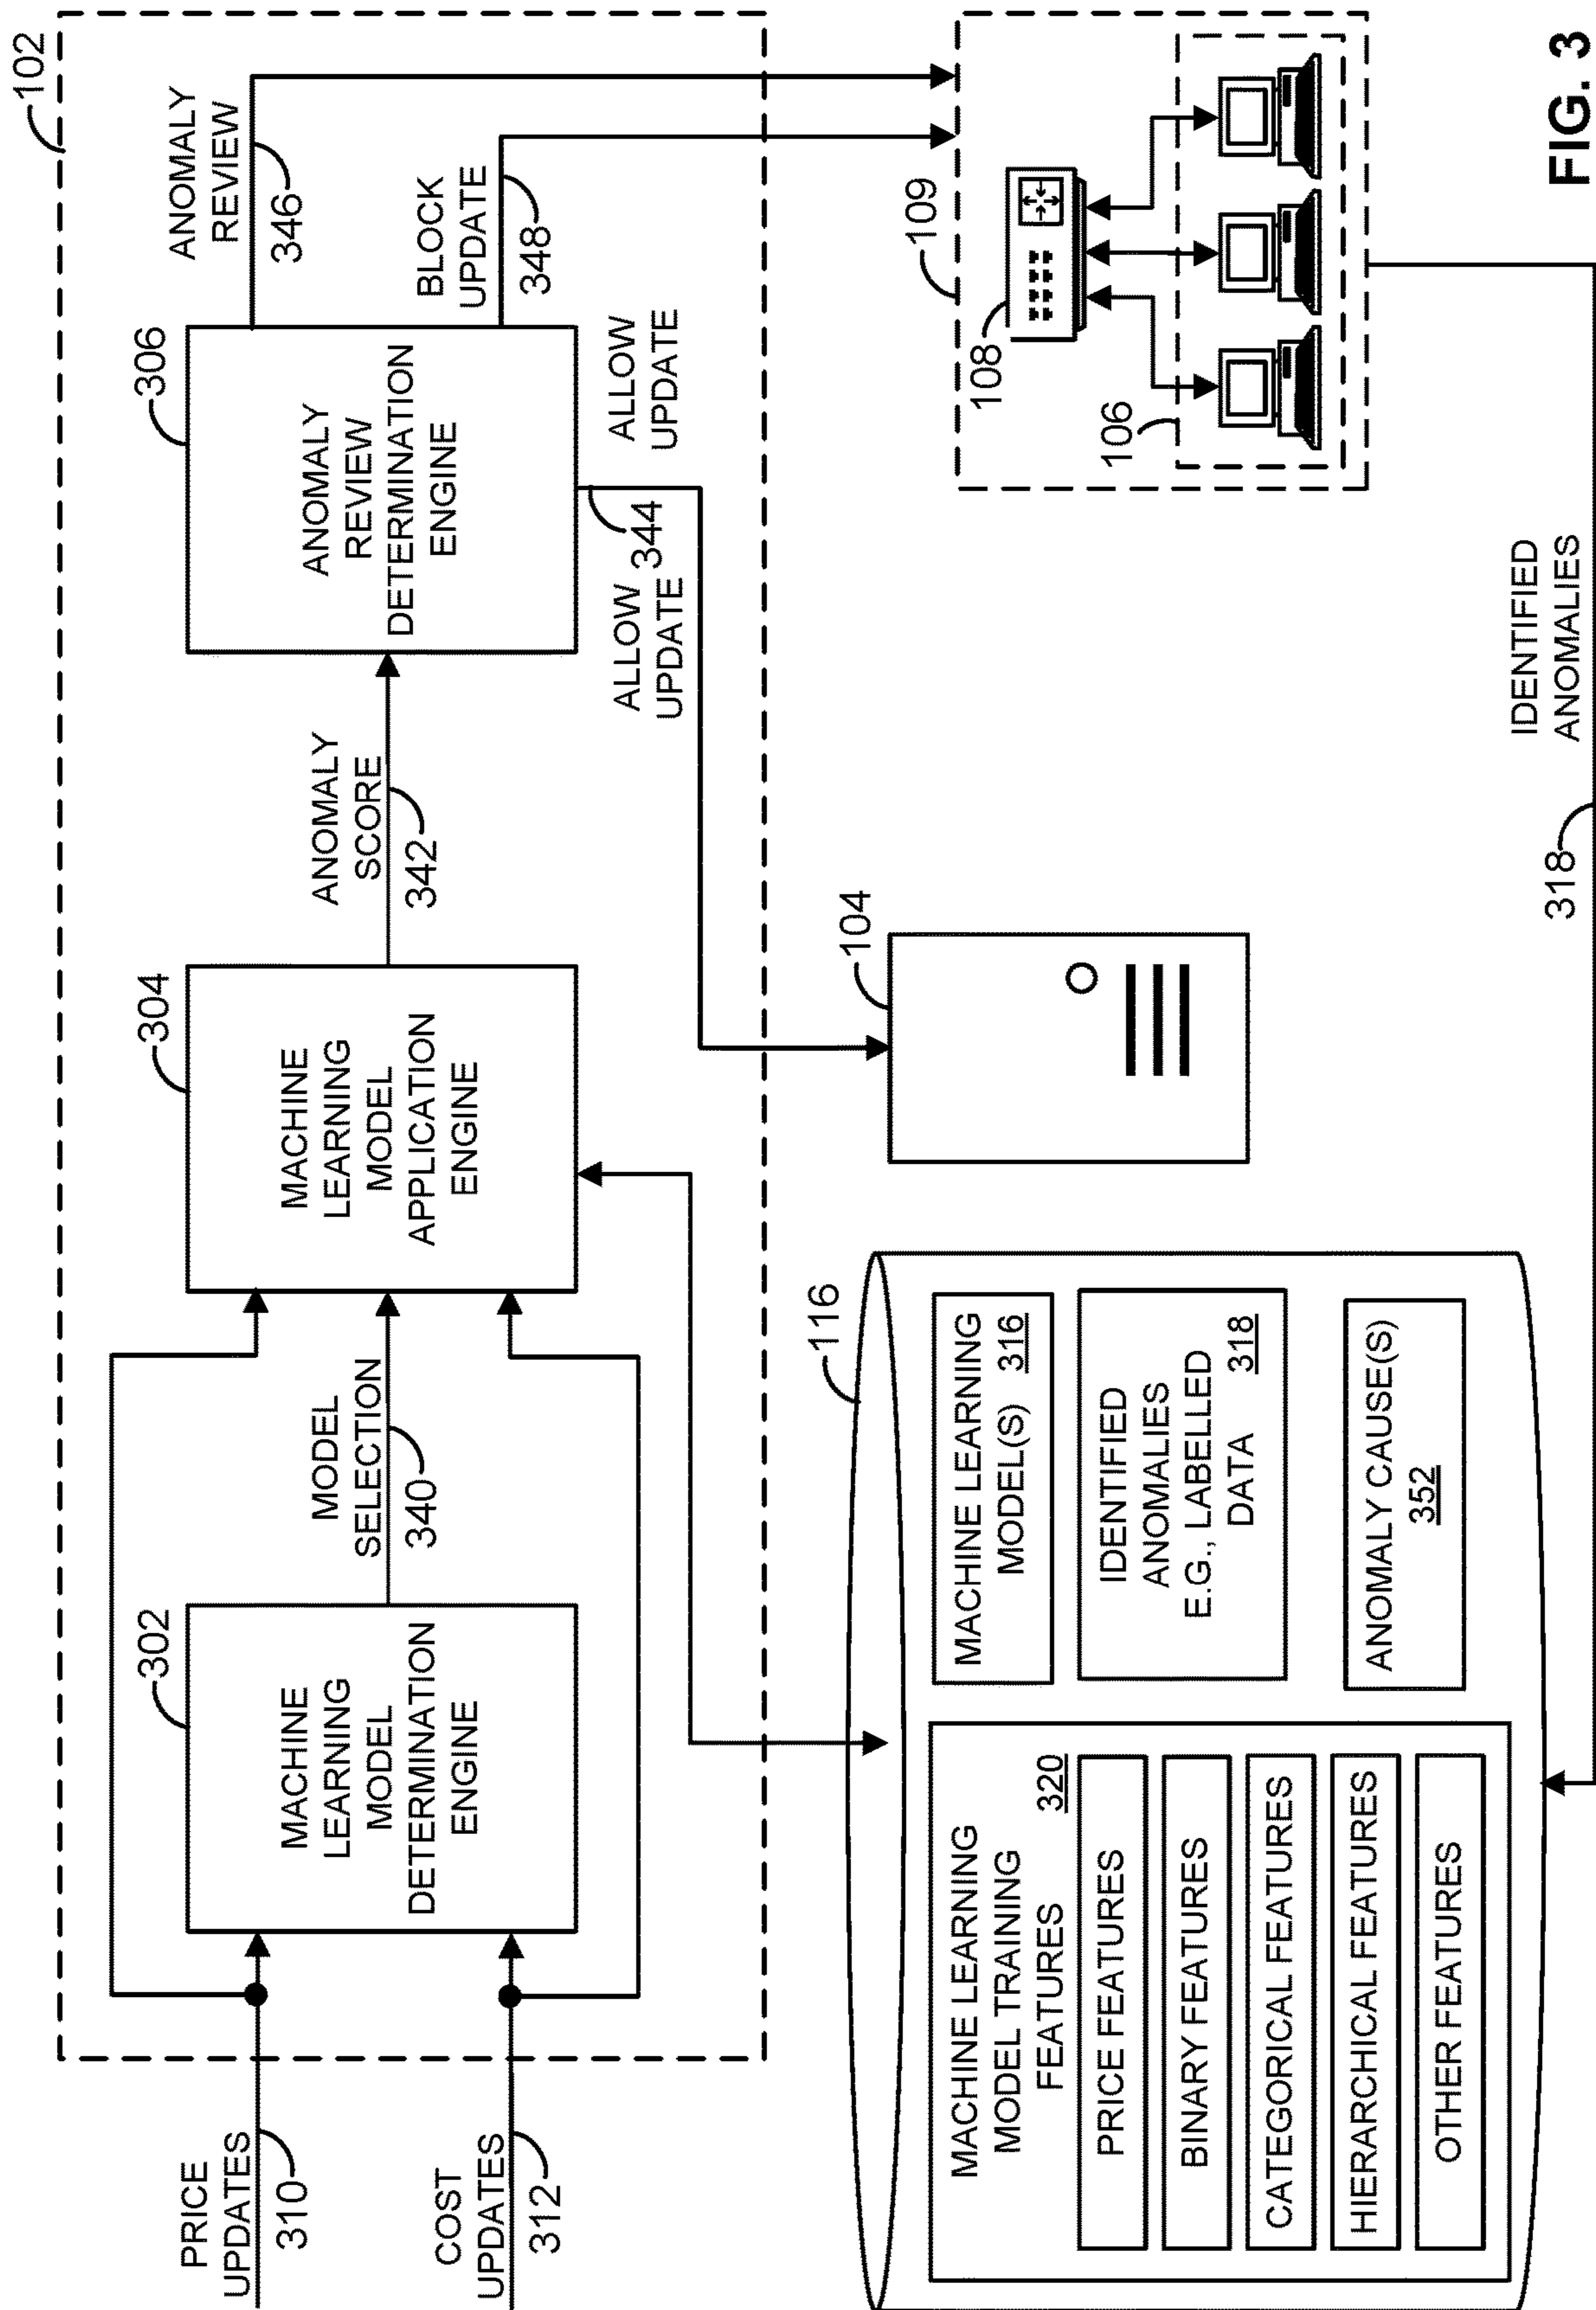 102
PRICE
UPDATES
310
COST
UPDATES
312
302
MACHINE
LEARNING
MODEL
DETERMINATION
ENGINE
MODEL
SELECTION
340
304
MACHINE
LEARNING
MODEL
APPLICATION
ENGINE
ANOMALY
SCORE
342
306
ANOMALY
REVIEW
DETERMINATION
ENGINE
ANOMALY
REVIEW
346
BLOCK
UPDATE
348
ALLOW
UPDATE
344
ALLOW
UPDATE
116
MACHINE LEARNING
MODEL TRAINING
FEATURES 320
PRICE FEATURES
BINARY FEATURES
CATEGORICAL FEATURES
HIERARCHICAL FEATURES
OTHER FEATURES
MACHINE LEARNING
MODEL(S) 316
IDENTIFIED
ANOMALIES
E.G., LABELLED
DATA 318
ANOMALY CAUSE(S)
352
104
109
108
106
IDENTIFIED
ANOMALIES
318
FIG. 3